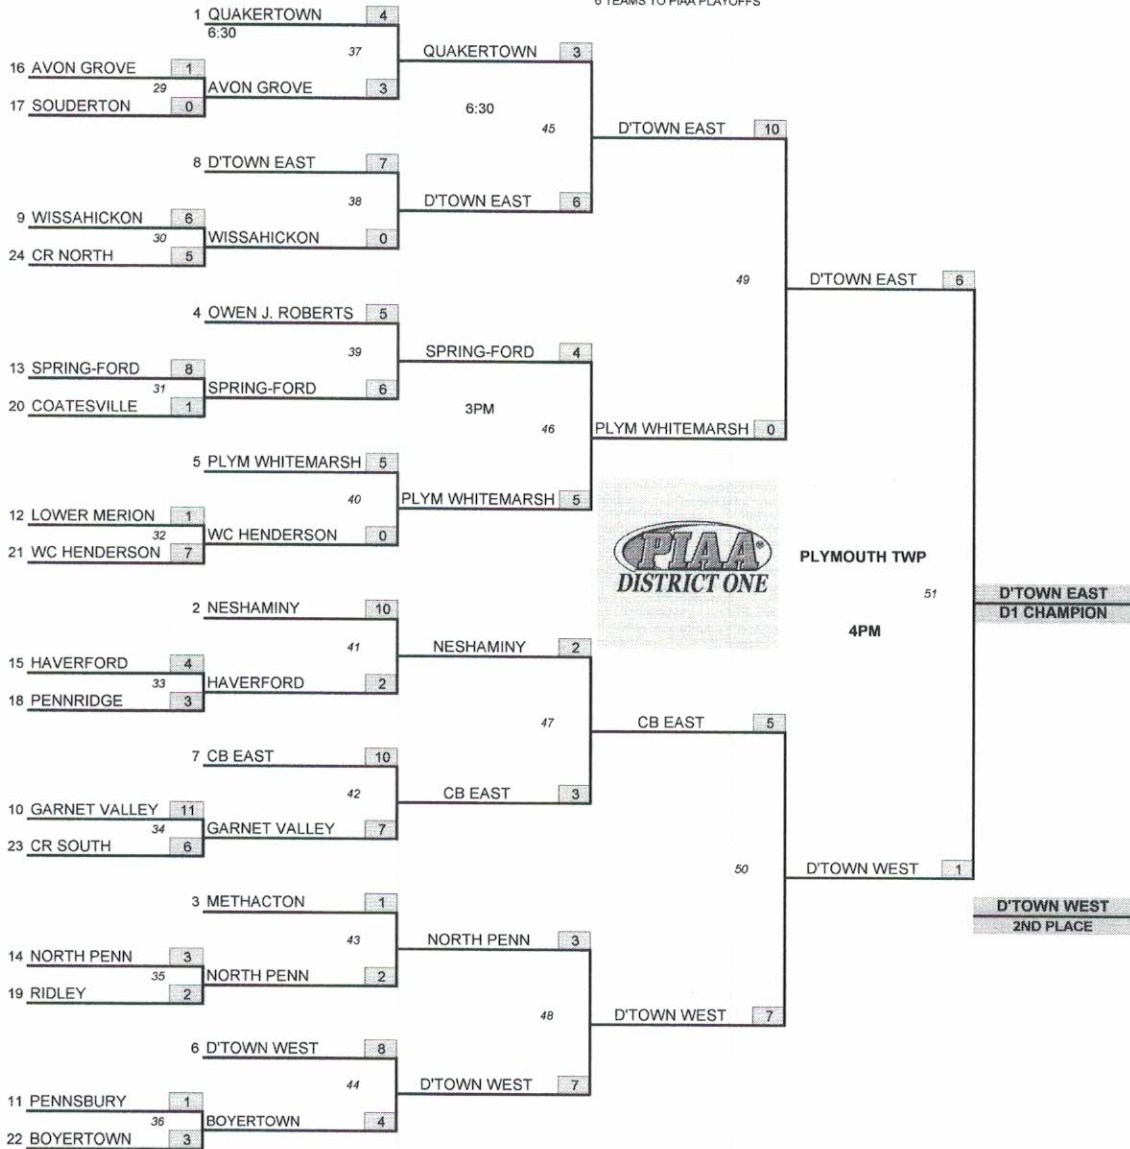 6 TEAMS TO PIAA PLAYOFFS
1 QUAKERTOWN 4
6:30
37
16 AVON GROVE 1
29
AVON GROVE 3
17 SOUDERTON 0
QUAKERTOWN 3
6:30
45
8 D'TOWN EAST 7
38
9 WISSAHICKON 6
30
WISSAHICKON 0
24 CR NORTH 5
D'TOWN EAST 6
D'TOWN EAST 10
49
4 OWEN J. ROBERTS 5
39
13 SPRING-FORD 8
31
SPRING-FORD 6
20 COATESVILLE 1
SPRING-FORD 4
3PM
46
5 PLYM WHITEMARSH 5
40
12 LOWER MERION 1
32
WC HENDERSON 0
21 WC HENDERSON 7
PLYM WHITEMARSH 5
PLYM WHITEMARSH 0
D'TOWN EAST 6
PIAA®
DISTRICT ONE
PLYMOUTH TWP
51
4PM
D'TOWN EAST
D1 CHAMPION
2 NESHAMINY 10
41
15 HAVERFORD 4
33
HAVERFORD 2
18 PENNRIDGE 3
NESHAMINY 2
47
7 CB EAST 10
42
10 GARNET VALLEY 11
34
GARNET VALLEY 7
23 CR SOUTH 6
CB EAST 3
CB EAST 5
50
3 METHACTON 1
43
14 NORTH PENN 3
35
NORTH PENN 2
19 RIDLEY 2
NORTH PENN 3
48
6 D'TOWN WEST 8
44
11 PENNSBURY 1
36
BOYERTOWN 4
22 BOYERTOWN 3
D'TOWN WEST 7
D'TOWN WEST 7
D'TOWN WEST 1
D'TOWN WEST
2ND PLACE